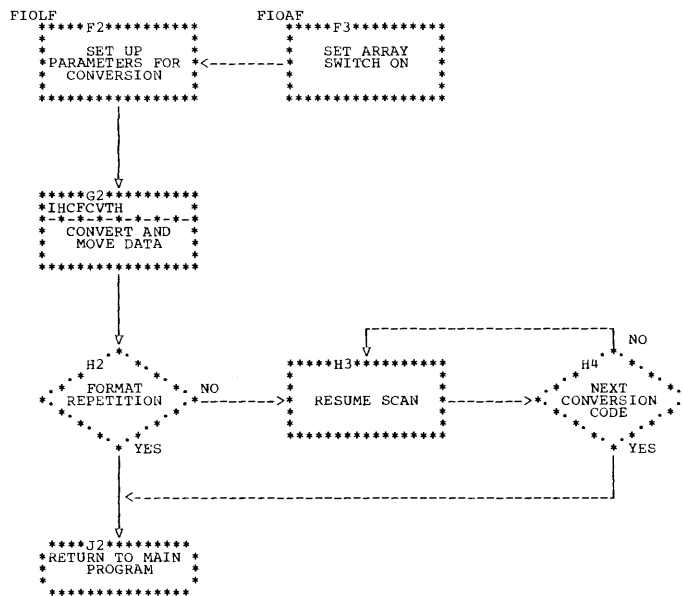 FIOLF
F2
SET UP
PARAMETERS FOR
CONVERSION
FIOAF
F3
SET ARRAY
SWITCH ON
G2
IHCFCVTH
CONVERT AND
MOVE DATA
H2
FORMAT
REPETITION
NO
YES
H3
RESUME SCAN
NO
H4
NEXT
CONVERSION
CODE
YES
J2
RETURN TO MAIN
PROGRAM